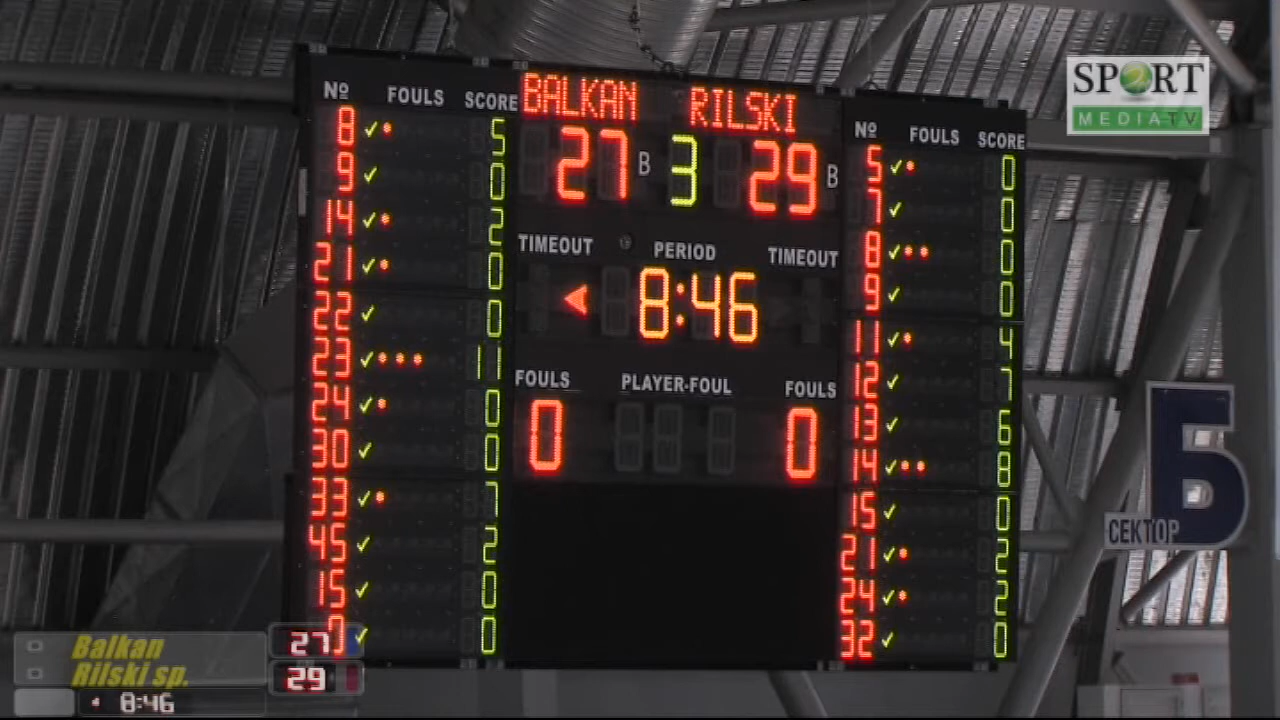 SPORT
MEDIATV
Nº FOULS SCORE
8 5
9 0
14 2
21 0
22 0
23 11
24 0
30 0
33 7
45 2
15 0
0
BALKAN RILSKI
27 B 3 29 B
TIMEOUT PERIOD TIMEOUT
8:46
FOULS PLAYER-FOUL FOULS
0 0
Nº FOULS SCORE
5 0
7 0
8 0
9 0
11 4
12 7
13 6
14 8
15 0
21 2
24 2
32 0
Б
СЕКТОР
Balkan 27
Rilski sp. 29
8:46